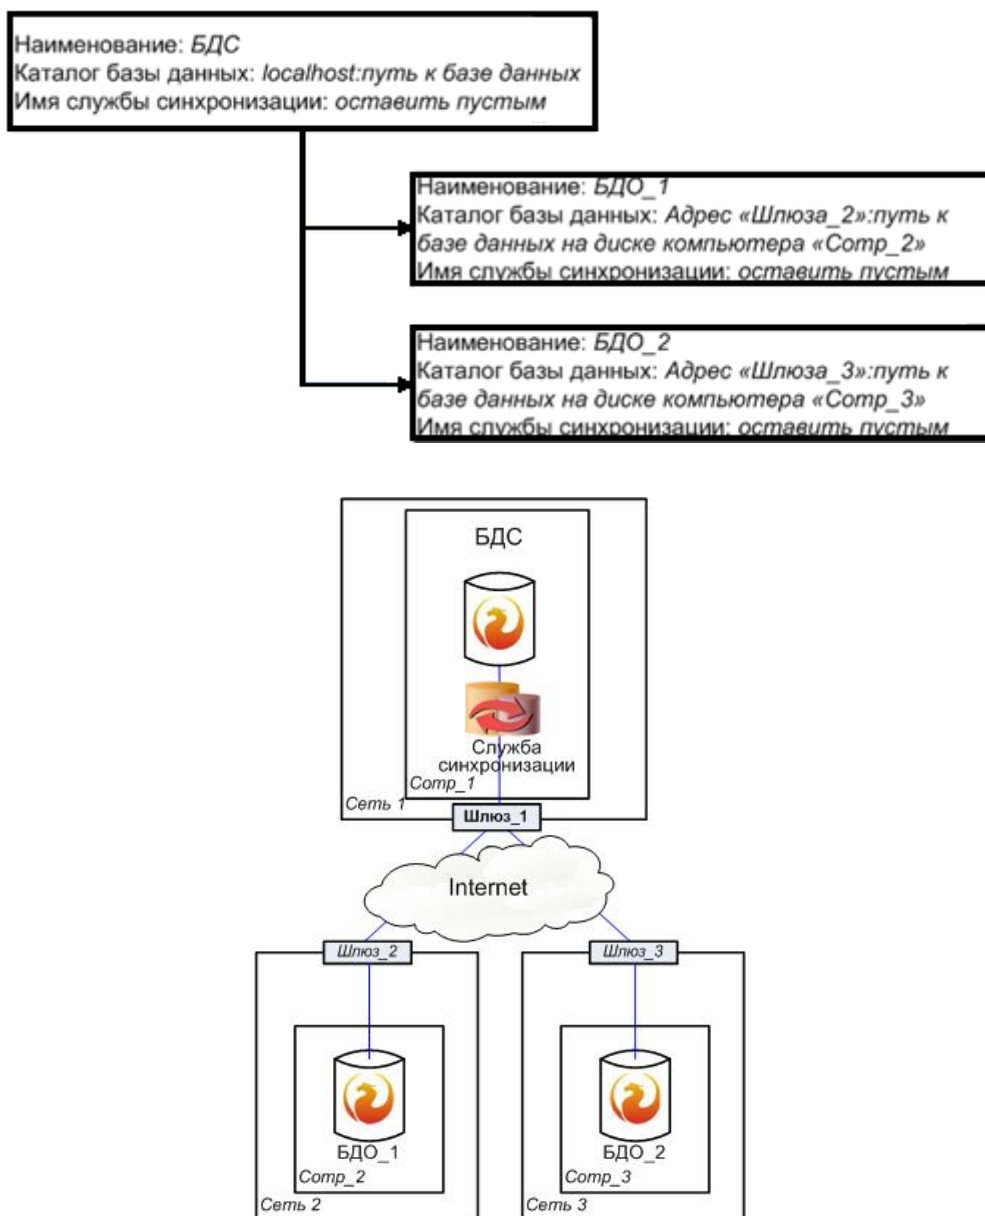 Наименование: БДС
Каталог базы данных: localhost:путь к базе данных
Имя службы синхронизации: оставить пустым
Наименование: БДО_1
Каталог базы данных: Адрес «Шлюза_2»:путь к
базе данных на диске компьютера «Comp_2»
Имя службы синхронизации: оставить пустым
Наименование: БДО_2
Каталог базы данных: Адрес «Шлюза_3»:путь к
базе данных на диске компьютера «Comp_3»
Имя службы синхронизации: оставить пустым
БДС
Служба
синхронизации
Comp_1
Сеть 1
Шлюз_1
Internet
Шлюз_2
Шлюз_3
БДО_1
БДО_2
Comp_2
Comp_3
Сеть 2
Сеть 3